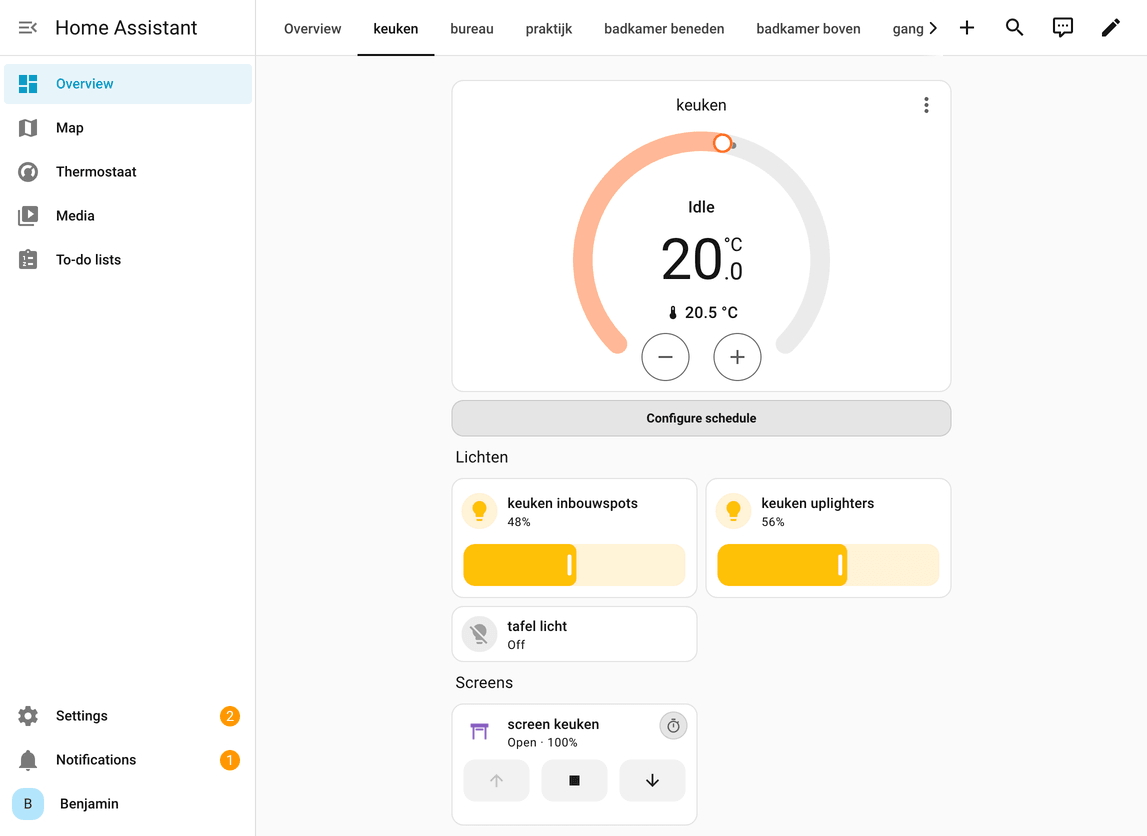 Home Assistant
Overview
Map
Thermostaat
Media
To-do lists
Settings 2
Notifications 1
B Benjamin
Overview keuken bureau praktijk badkamer beneden badkamer boven gang
keuken
Idle
20.0 °C
20.5 °C
Configure schedule
Lichten
keuken inbouwspots
48%
keuken uplighters
56%
tafel licht
Off
Screens
screen keuken
Open · 100%